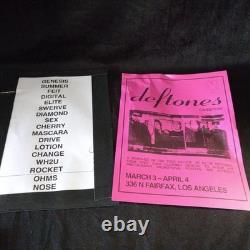 GENESIS
SUMMER
FEIT
DIGITAL
ELITE
SWERVE
DIAMOND
SEX
CHERRY
MASCARA
DRIVE
LOTION
CHANGE
WH2U
ROCKET
OHMS
NOSE
deftones
EXHIBITION
MARCH 3 - APRIL 4
336 N FAIRFAX, LOS ANGELES